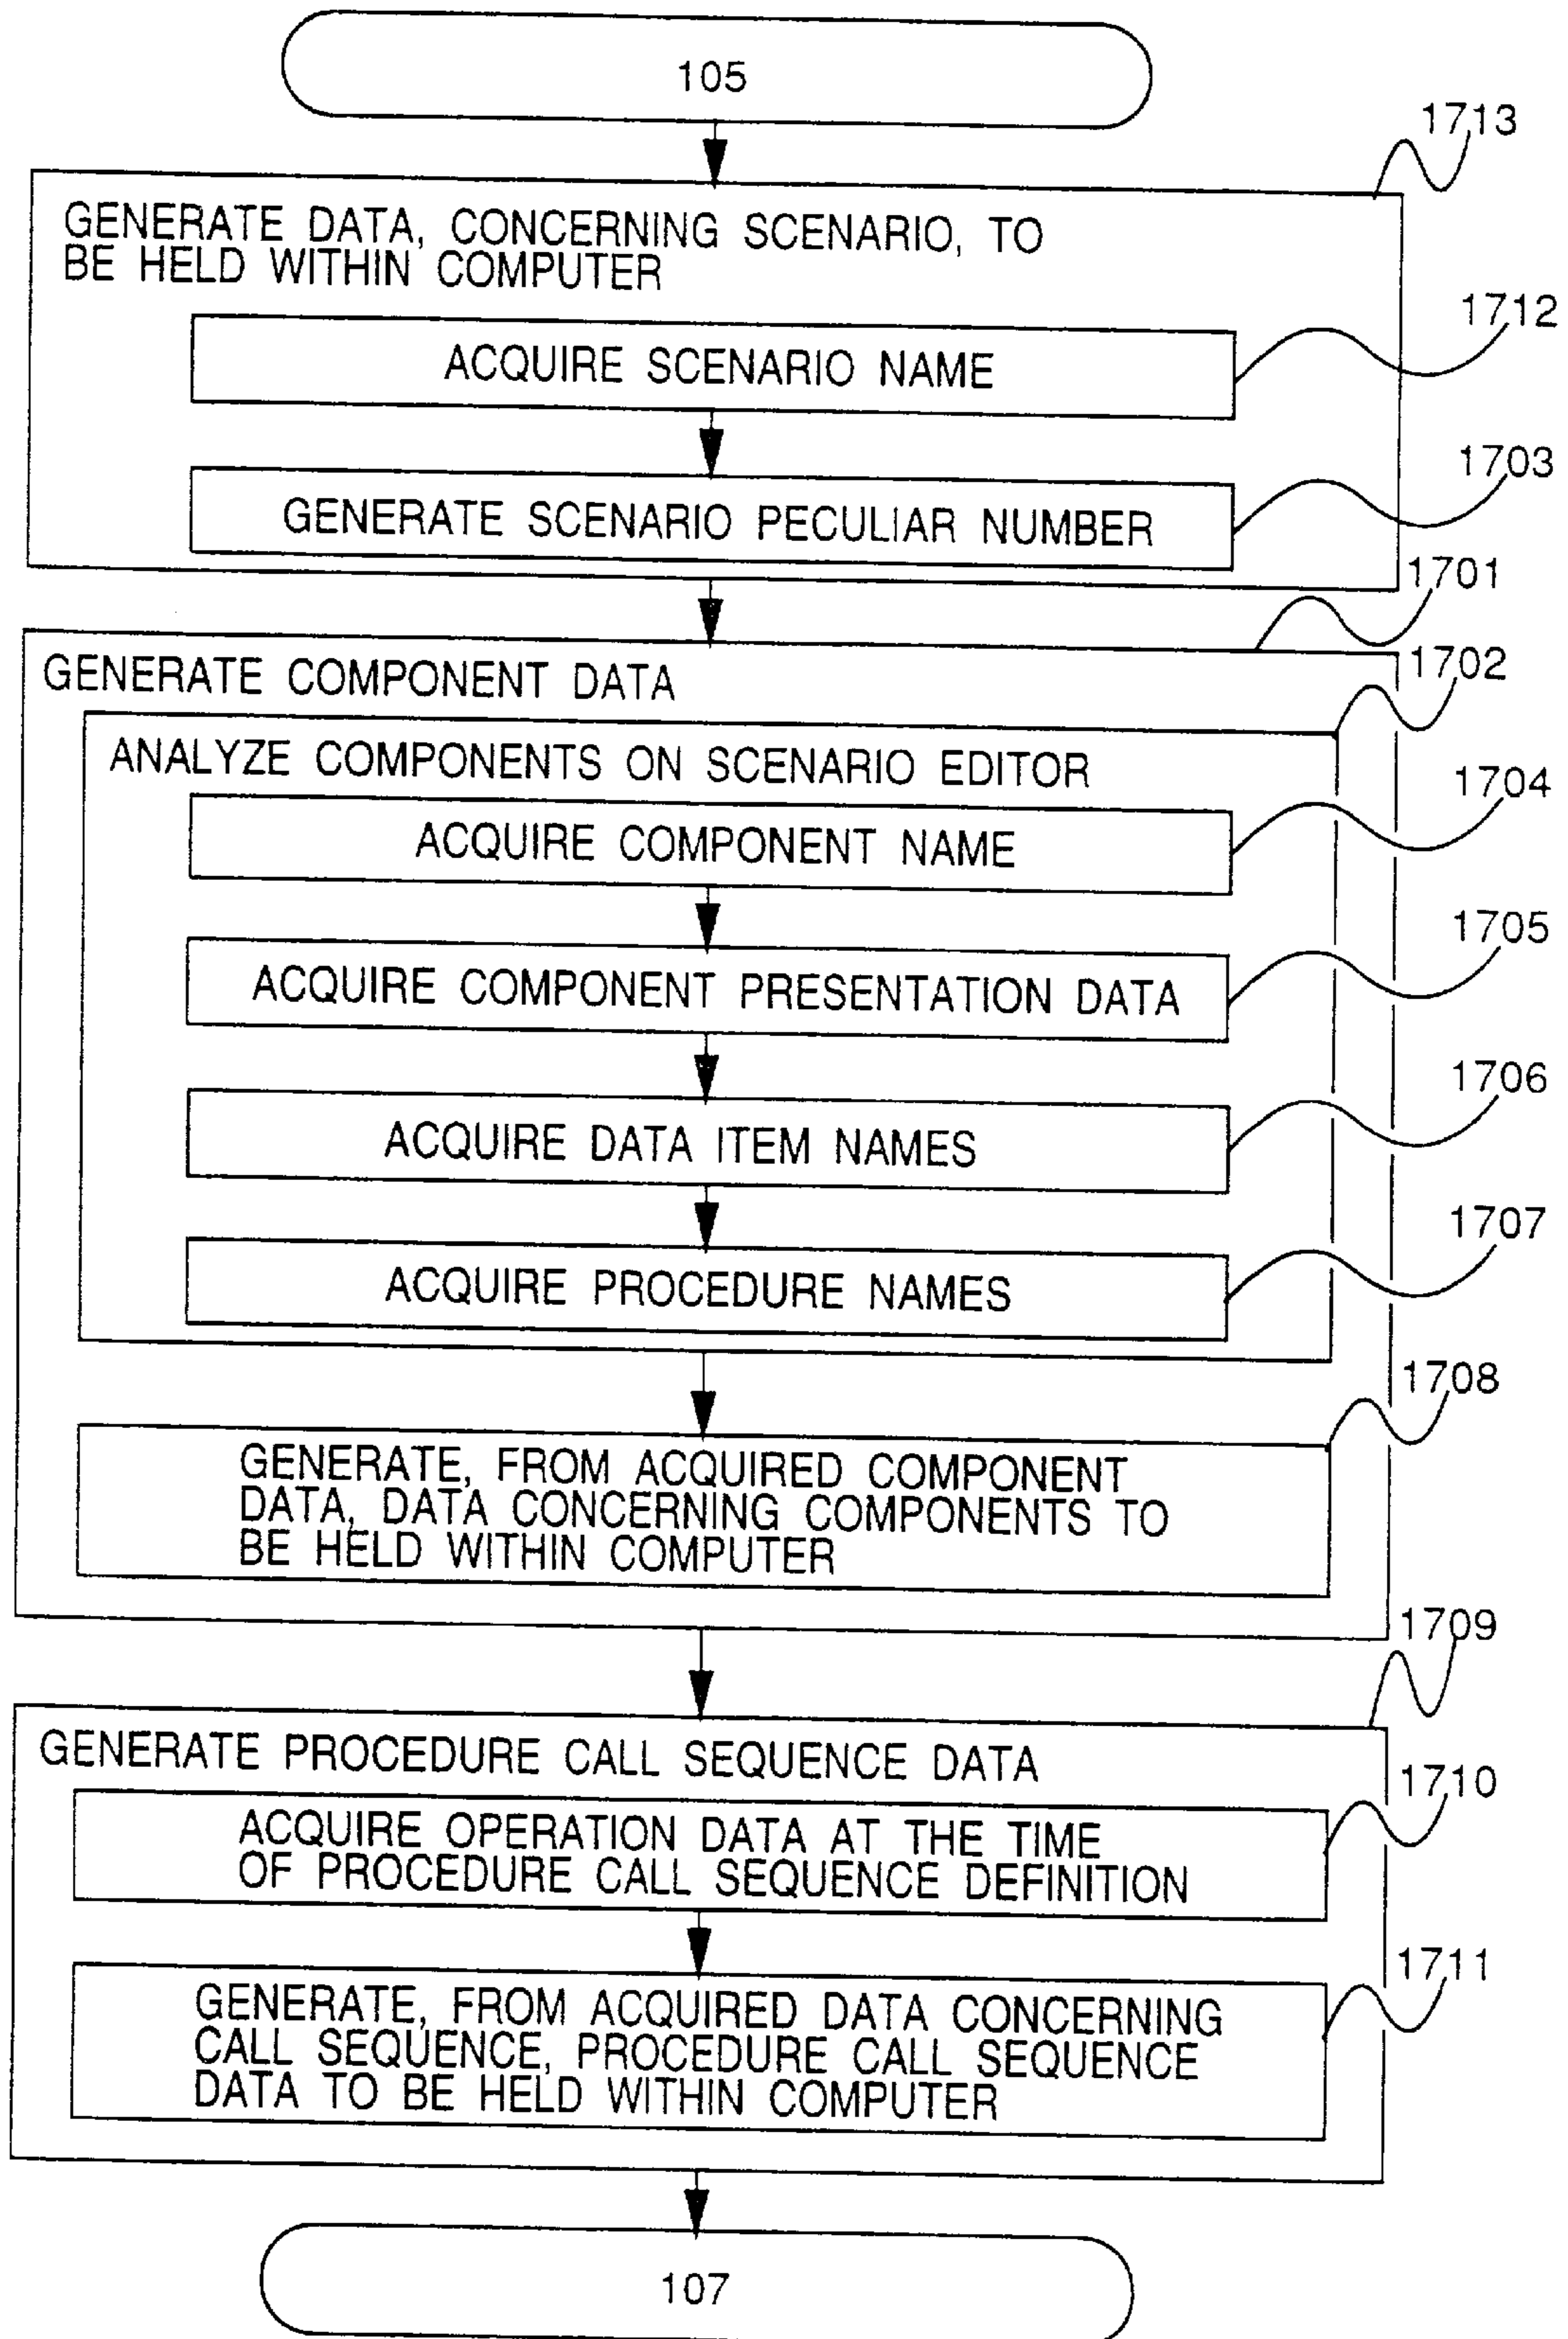 105
1713
GENERATE DATA, CONCERNING SCENARIO, TO
BE HELD WITHIN COMPUTER
1712
ACQUIRE SCENARIO NAME
1703
GENERATE SCENARIO PECULIAR NUMBER
1701
GENERATE COMPONENT DATA
1702
ANALYZE COMPONENTS ON SCENARIO EDITOR
1704
ACQUIRE COMPONENT NAME
1705
ACQUIRE COMPONENT PRESENTATION DATA
1706
ACQUIRE DATA ITEM NAMES
1707
ACQUIRE PROCEDURE NAMES
1708
GENERATE, FROM ACQUIRED COMPONENT
DATA, DATA CONCERNING COMPONENTS TO
BE HELD WITHIN COMPUTER
1709
GENERATE PROCEDURE CALL SEQUENCE DATA
1710
ACQUIRE OPERATION DATA AT THE TIME
OF PROCEDURE CALL SEQUENCE DEFINITION
1711
GENERATE, FROM ACQUIRED DATA CONCERNING
CALL SEQUENCE, PROCEDURE CALL SEQUENCE
DATA TO BE HELD WITHIN COMPUTER
107